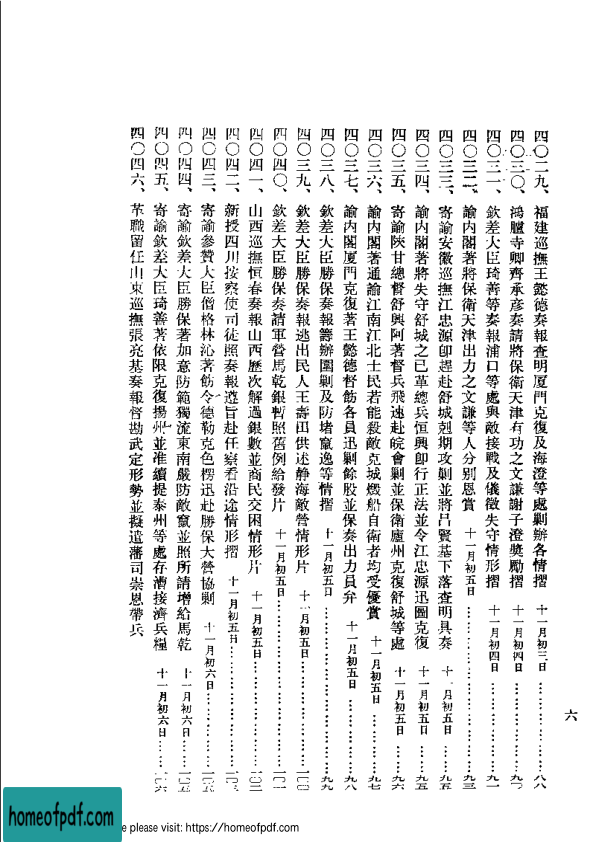 六
四〇二九、福建巡撫王懿德奏報查明厦門克復及海澄等處剿辦各情摺 十一月初三日………………八八
四〇三〇、鴻臚寺卿齊承彥奏請將保衛天津有功之文謙謝子澄獎勵摺 十一月初四日………………九〇
四〇三一、欽差大臣琦善等奏報浦口等處與敵接戰及儀徵失守情形摺 十一月初四日………………九一
四〇三二、諭內閣著將保衛天津出力之文謙等人分別恩賞 十一月初五日………………九三
四〇三三、寄諭安徽巡撫江忠源卽趕赴舒城剋期攻剿並將呂賢基下落查明具奏 十一月初五日………………九五
四〇三四、諭內閣著將失守舒城之已革總兵恒興卽行正法並令江忠源迅圖克復 十一月初五日………………九五
四〇三五、寄諭陝甘總督舒興阿著督兵飛速赴皖會剿並保衛廬州克復舒城等處 十一月初五日………………九六
四〇三六、諭內閣著通諭江南江北士民若能殺敵克城燬船自衛者均受優賞 十一月初五日………………九七
四〇三七、諭內閣厦門克復著王懿德督飭各員迅剿餘股並保奏出力員弁 十一月初五日………………九八
四〇三八、欽差大臣勝保奏報籌辦圍剿及防堵竄逸等情摺 十一月初五日………………九九
四〇三九、欽差大臣勝保奏報逃出民人王壽田供述靜海敵營情形片 十一月初五日………………一〇〇
四〇四〇、欽差大臣勝保奏請軍營馬乾銀暫照舊例給發片 十一月初五日………………一〇一
四〇四一、山西巡撫恒春奏報山西歷次解過銀數並商民交困情形片 十一月初五日………………一〇二
四〇四二、新授四川按察使司徒照奏報遵旨赴任察看沿途情形摺 十一月初五日………………一〇
四〇四三、寄諭參贊大臣僧格林沁著飭令德勒克色楞迅赴勝保大營協剿 十一月初六日………………一〇
四〇四四、寄諭欽差大臣勝保著加意防範獨流東南嚴防敵竄並照所請增給馬乾 十一月初六日………………一〇
四〇四五、寄諭欽差大臣琦善著依限克復揚州並准續提泰州等處存漕接濟兵糧 十一月初六日………………一〇六
四〇四六、革職留任山東巡撫張亮基奏報督勘武定形勢並擬遣藩司崇恩帶兵
homeofpdf.com
e please visit: https://homeofpdf.com